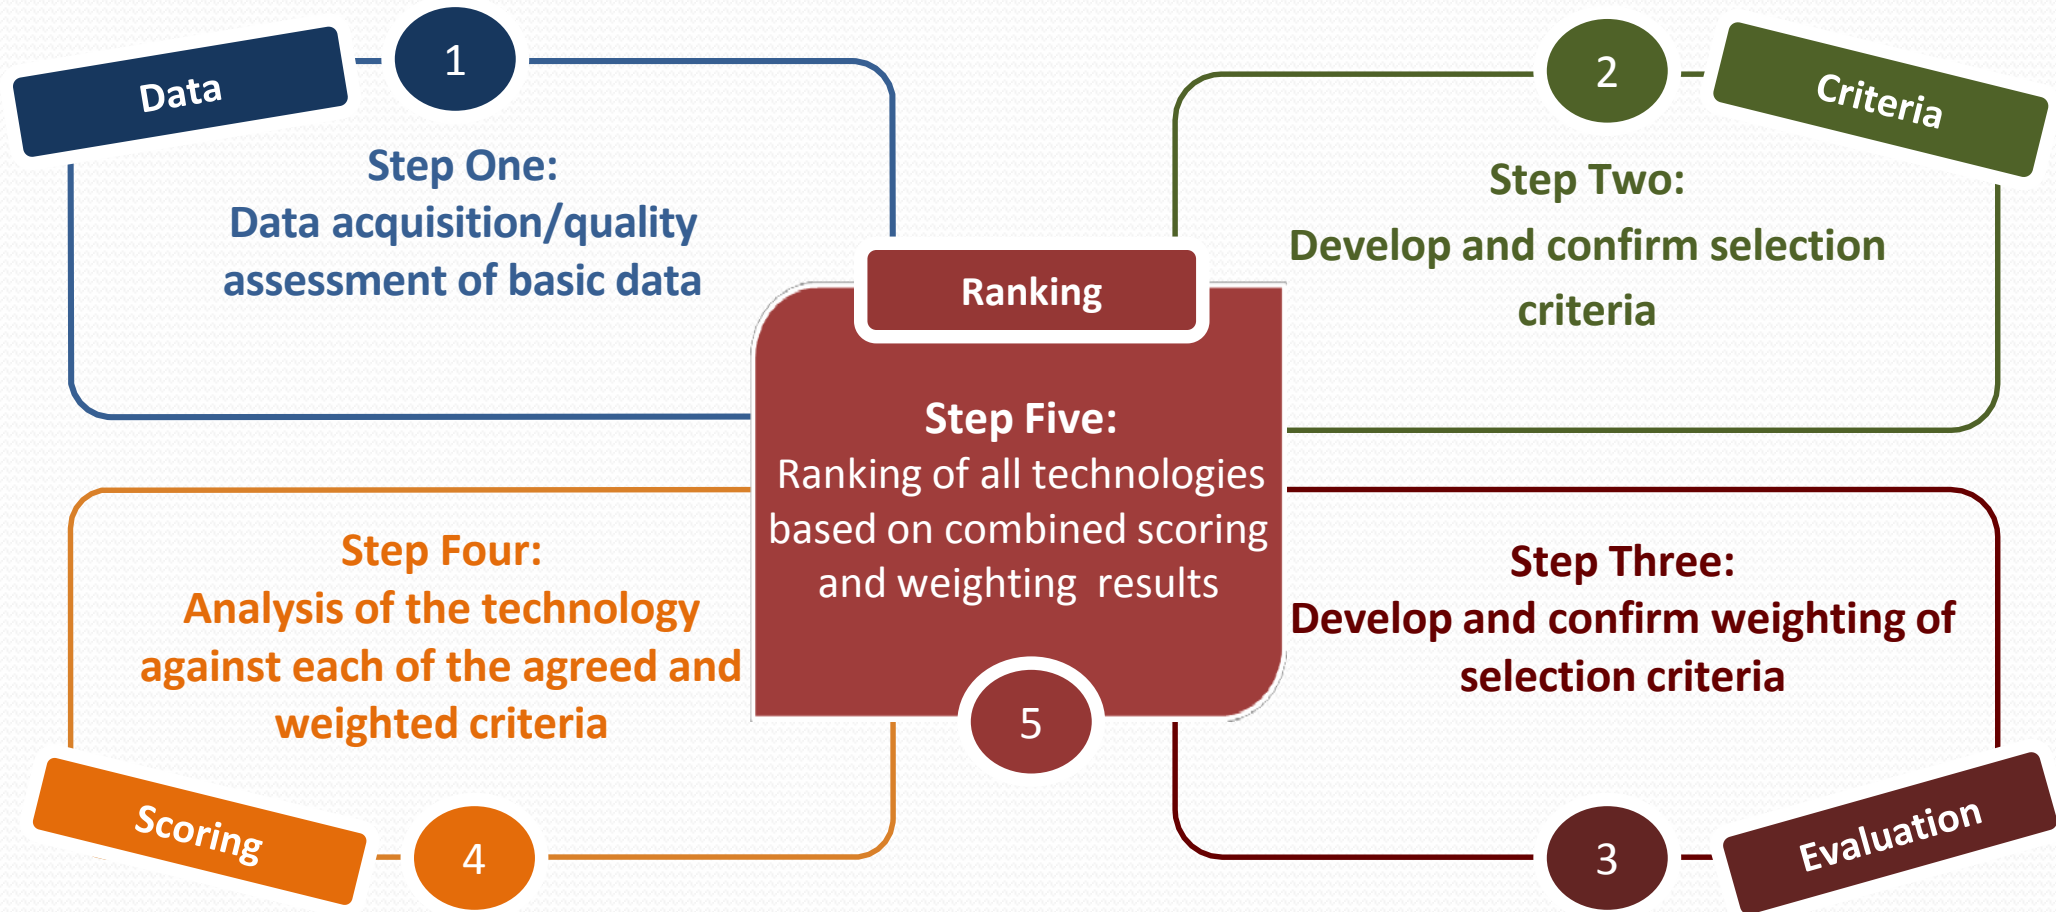 Data
1
Step One:
Data acquisition/quality
assessment of basic data
2
Criteria
Step Two:
Develop and confirm selection
criteria
Evaluation
3
Step Three:
Develop and confirm weighting of
selection criteria
Scoring
4
Step Four:
Analysis of the technology
against each of the agreed and
weighted criteria
Ranking
Step Five:
Ranking of all technologies
based on combined scoring
and weighting results
5